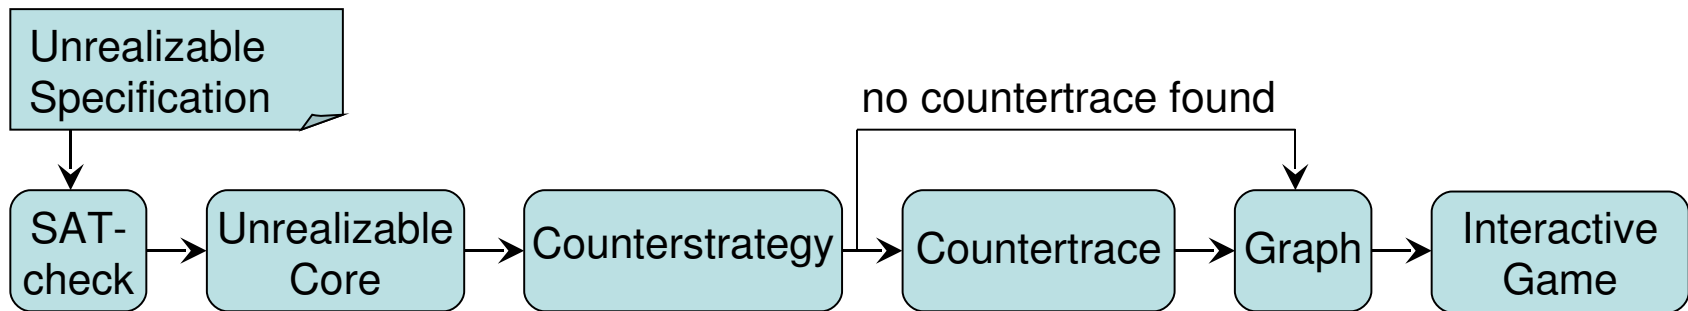 Unrealizable
Specification
no countertrace found
SAT-
check
Unrealizable
Core
Counterstrategy
Countertrace
Graph
Interactive
Game